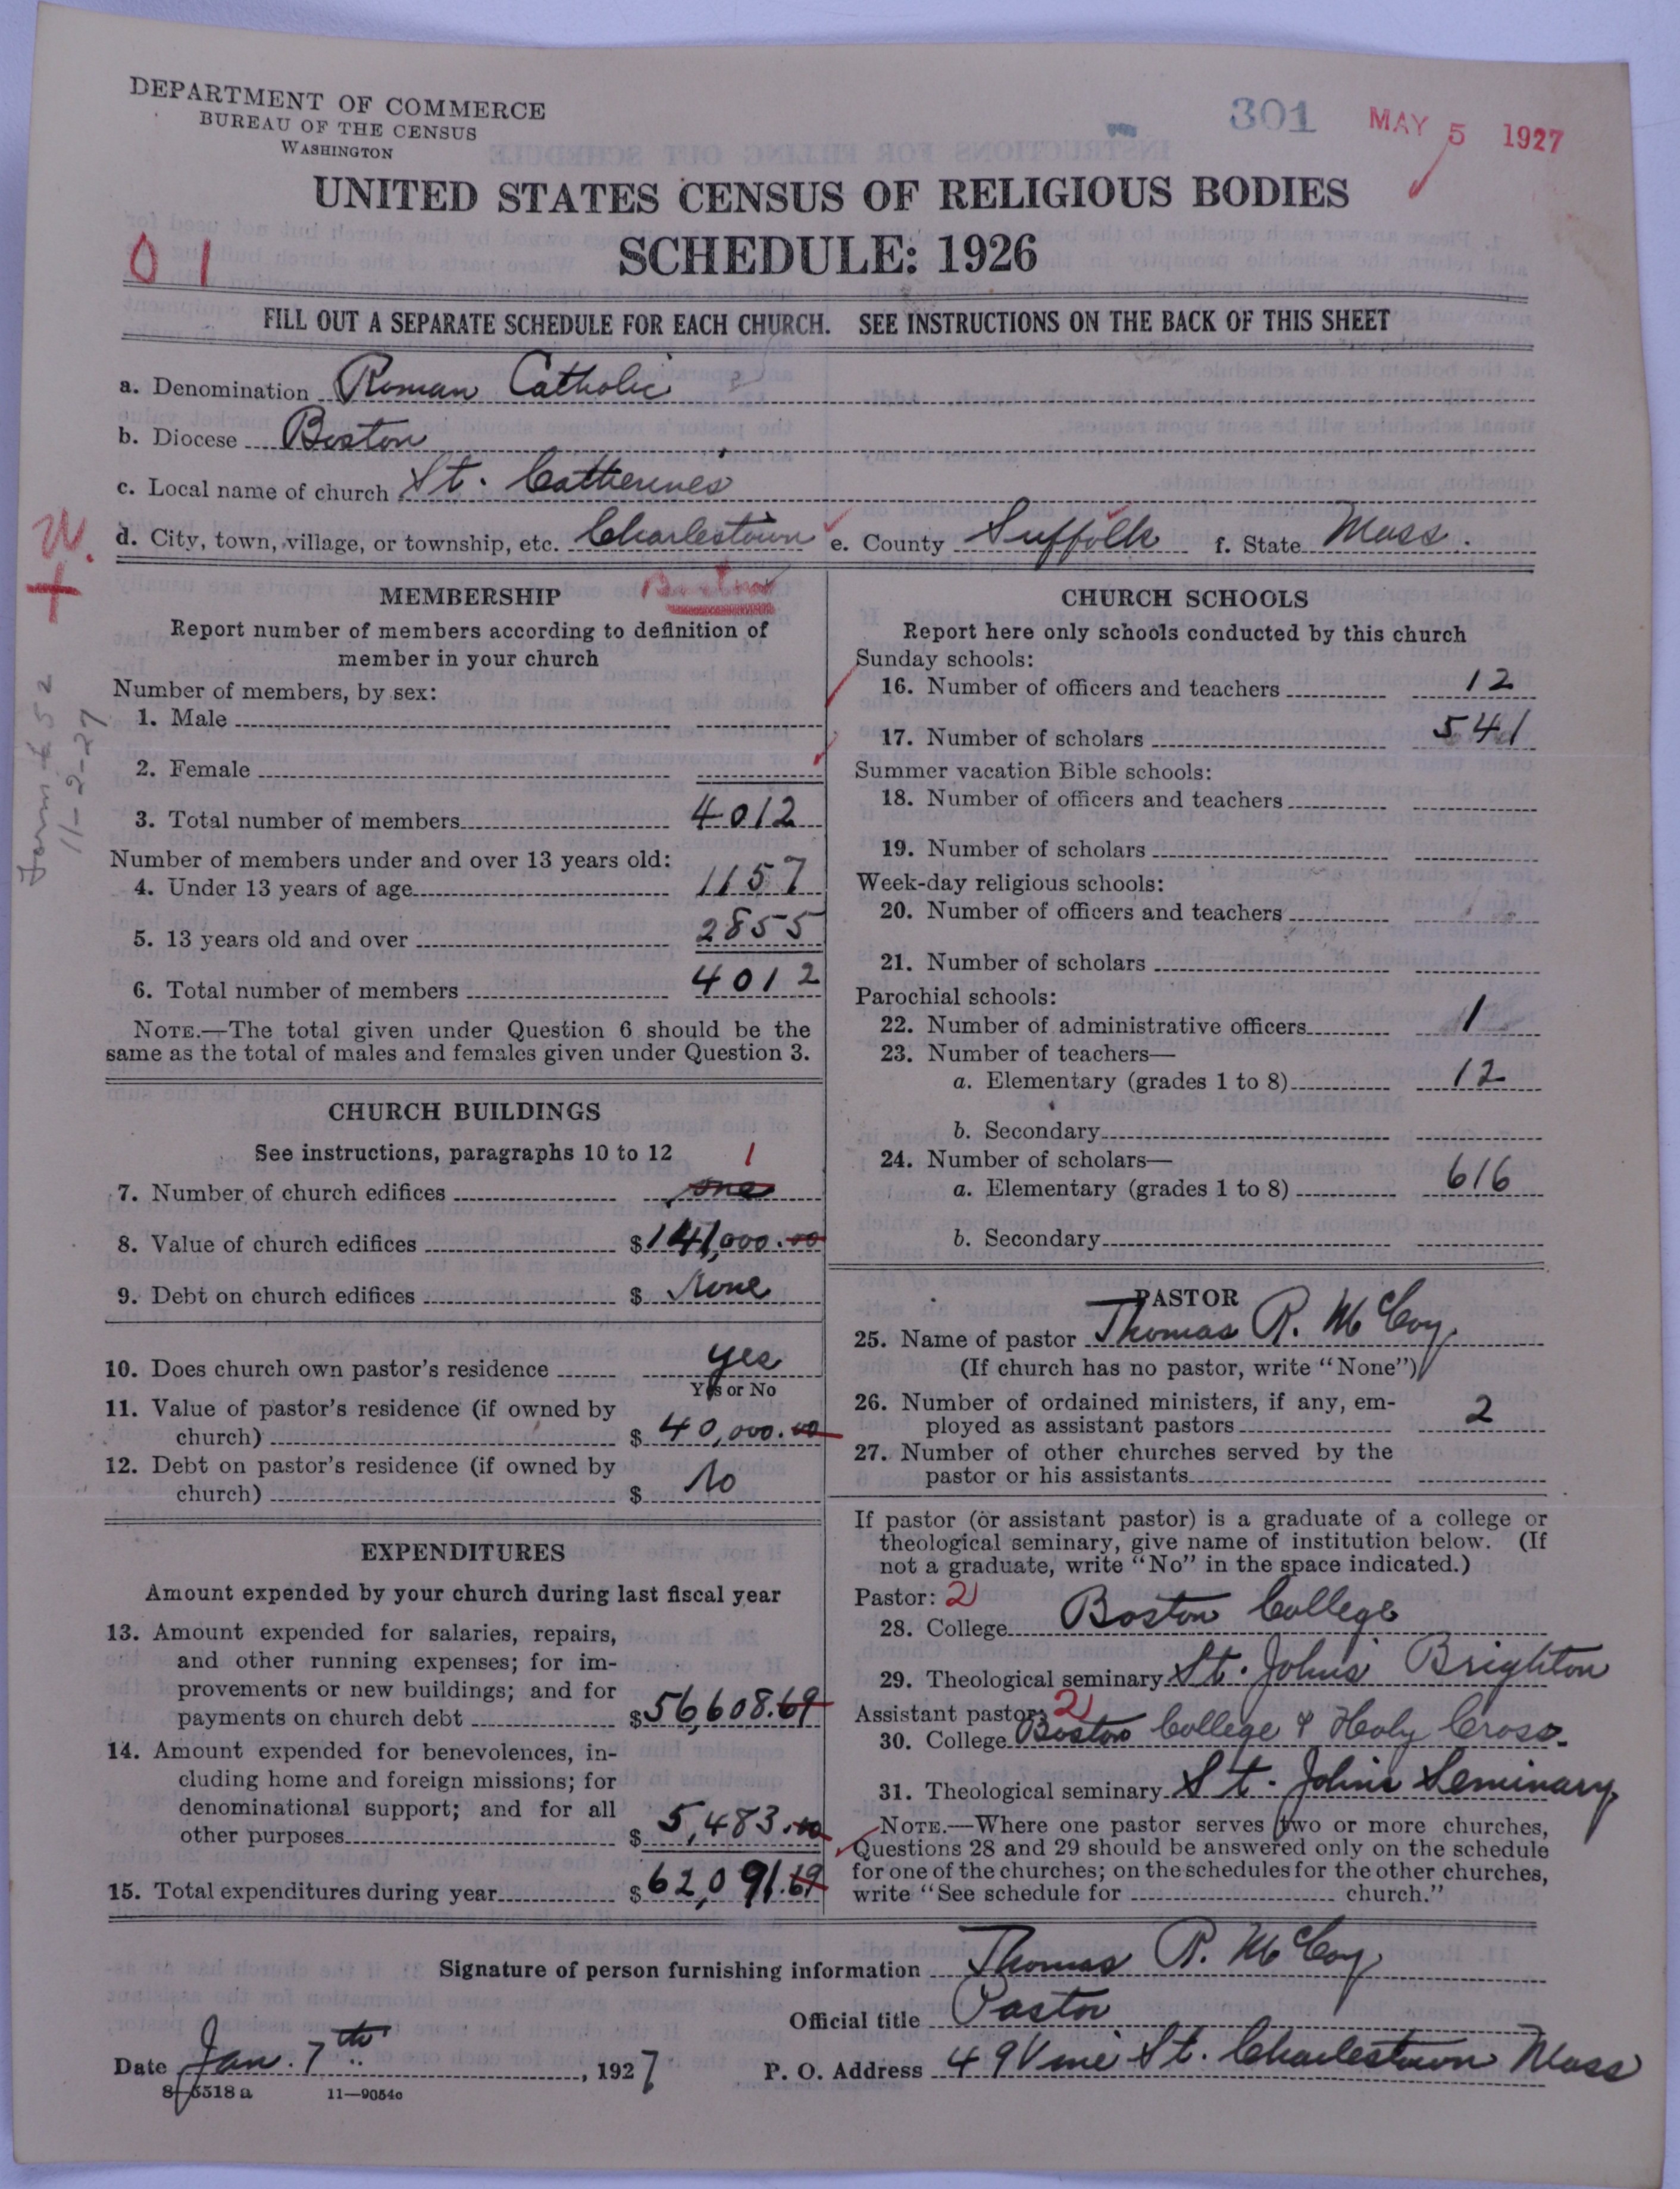 DEPARTMENT OF COMMERCE
BUREAU OF THE CENSUS
WASHINGTON
301 MAY 5 1927
UNITED STATES CENSUS OF RELIGIOUS BODIES
SCHEDULE: 1926
01
FILL OUT A SEPARATE SCHEDULE FOR EACH CHURCH. SEE INSTRUCTIONS ON THE BACK OF THIS SHEET
a. Denomination Roman Catholic
b. Diocese Boston
c. Local name of church St. Catherine's
d. City, town, village, or township, etc. Charlestown e. County Suffolk f. State Mass.
Boston
MEMBERSHIP
Report number of members according to definition of
member in your church
Number of members, by sex:
1. Male
2. Female
3. Total number of members 4012
Number of members under and over 13 years old:
4. Under 13 years of age 1157
5. 13 years old and over 2855
6. Total number of members 4012
NOTE.—The total given under Question 6 should be the
same as the total of males and females given under Question 3.
CHURCH BUILDINGS
See instructions, paragraphs 10 to 12
1
7. Number of church edifices one
8. Value of church edifices $141,000.00
9. Debt on church edifices $ None
10. Does church own pastor's residence yes
Yes or No
11. Value of pastor's residence (if owned by
church) $ 40,000.00
12. Debt on pastor's residence (if owned by
church) $ No
EXPENDITURES
Amount expended by your church during last fiscal year
13. Amount expended for salaries, repairs,
and other running expenses; for im-
provements or new buildings; and for
payments on church debt $56,608.69
14. Amount expended for benevolences, in-
cluding home and foreign missions; for
denominational support; and for all
other purposes $ 5,483.00
15. Total expenditures during year $ 62,091.69
CHURCH SCHOOLS
Report here only schools conducted by this church
Sunday schools:
16. Number of officers and teachers 12
17. Number of scholars 541
Summer vacation Bible schools:
18. Number of officers and teachers
19. Number of scholars
Week-day religious schools:
20. Number of officers and teachers
21. Number of scholars
Parochial schools:
22. Number of administrative officers 1
23. Number of teachers—
a. Elementary (grades 1 to 8) 12
b. Secondary
24. Number of scholars—
a. Elementary (grades 1 to 8) 616
b. Secondary
PASTOR
25. Name of pastor Thomas R. McCoy
(If church has no pastor, write "None")
26. Number of ordained ministers, if any, em-
ployed as assistant pastors 2
27. Number of other churches served by the
pastor or his assistants
If pastor (or assistant pastor) is a graduate of a college or
theological seminary, give name of institution below. (If
not a graduate, write "No" in the space indicated.)
Pastor: 2
28. College Boston College
29. Theological seminary St. John's Brighton
Assistant pastor: 2
30. College Boston College & Holy Cross.
31. Theological seminary St. John's Seminary
NOTE.—Where one pastor serves two or more churches,
Questions 28 and 29 should be answered only on the schedule
for one of the churches; on the schedules for the other churches,
write "See schedule for church."
Signature of person furnishing information Thomas R. McCoy
Official title Pastor
Date Jan. 7th, 1927 P. O. Address 49 Vine St. Charlestown Mass
8-5518 a 11-9054o
Form 52
11-2-27